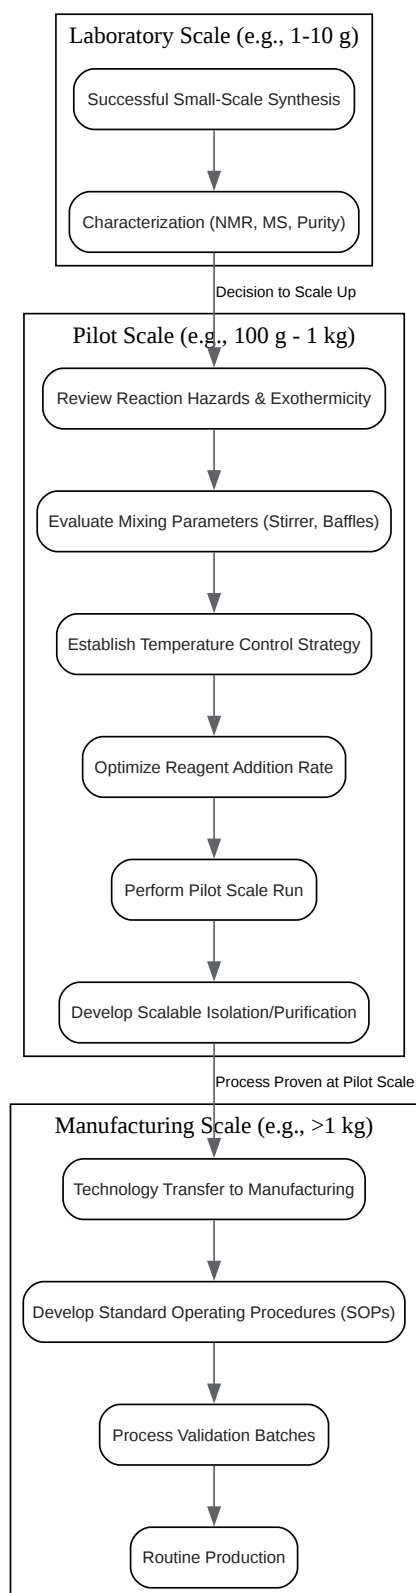 Laboratory Scale (e.g., 1-10 g)
Successful Small-Scale Synthesis
Characterization (NMR, MS, Purity)
Decision to Scale Up
Pilot Scale (e.g., 100 g - 1 kg)
Review Reaction Hazards & Exothermicity
Evaluate Mixing Parameters (Stirrer, Baffles)
Establish Temperature Control Strategy
Optimize Reagent Addition Rate
Perform Pilot Scale Run
Develop Scalable Isolation/Purification
Process Proven at Pilot Scale
Manufacturing Scale (e.g., >1 kg)
Technology Transfer to Manufacturing
Develop Standard Operating Procedures (SOPs)
Process Validation Batches
Routine Production